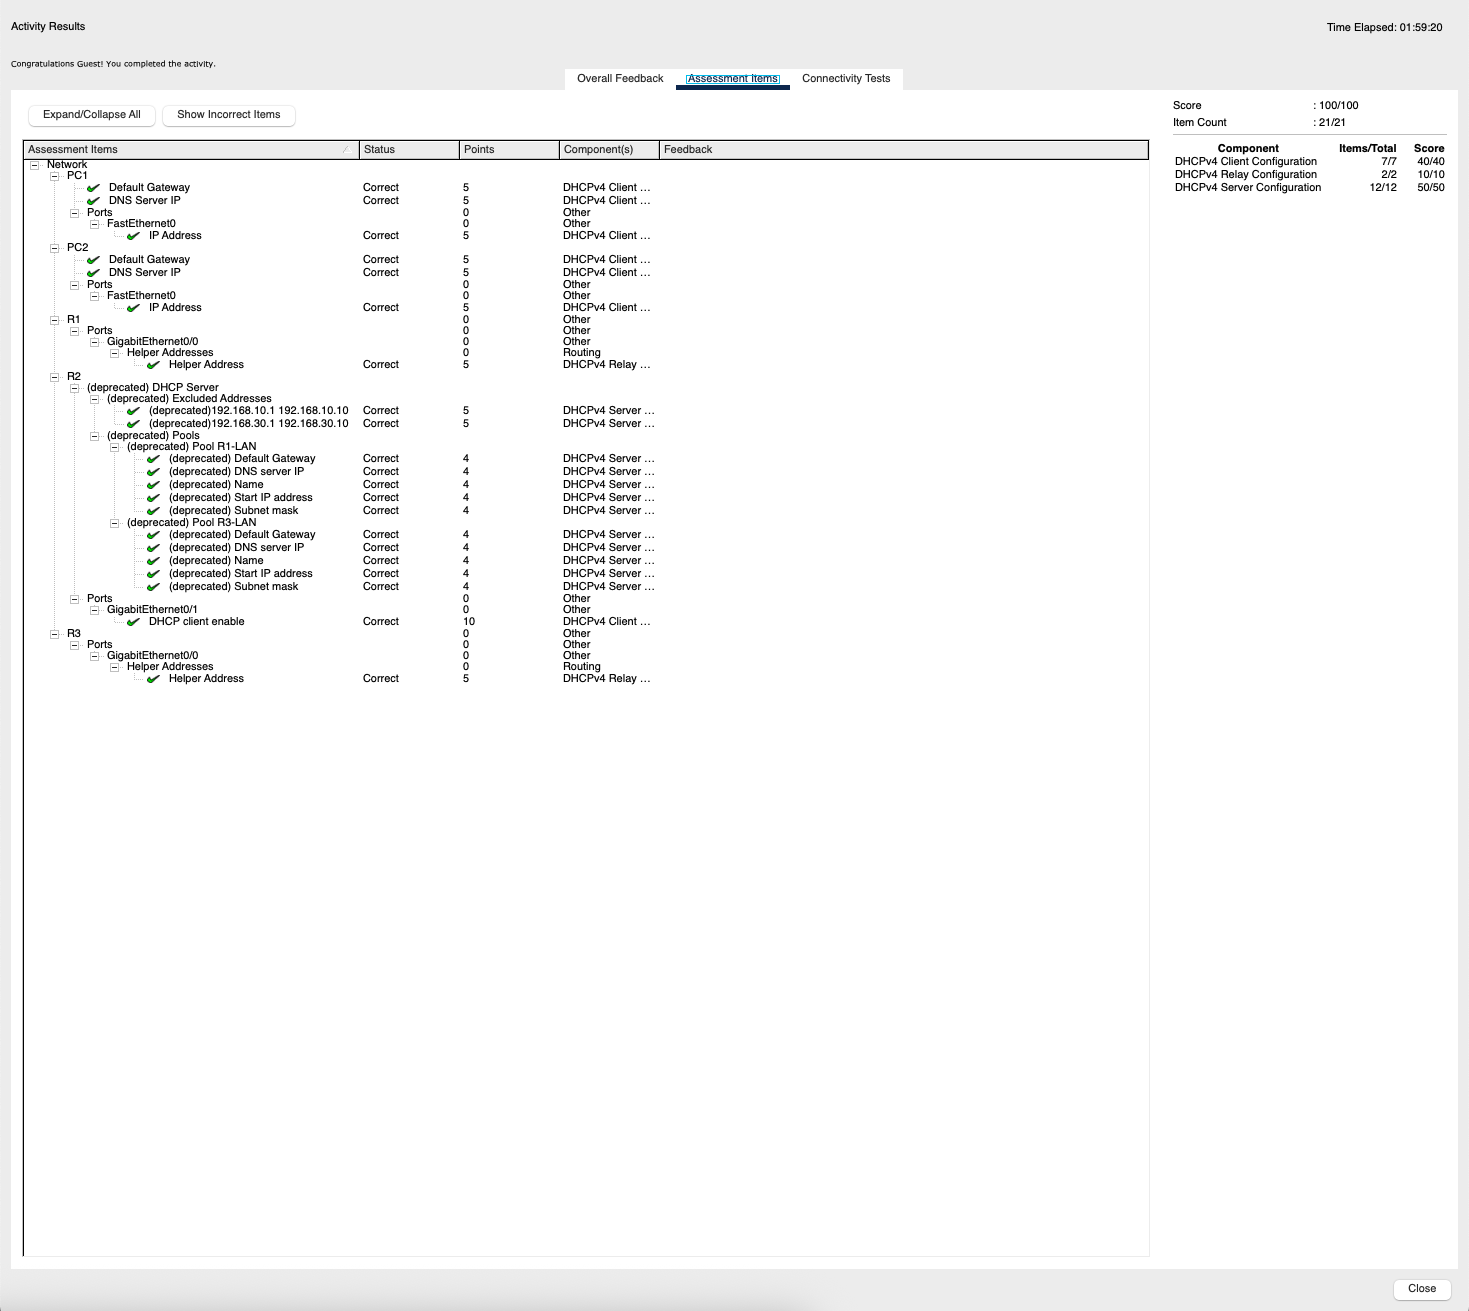 Activity Results
Time Elapsed: 01:59:20
Congratulations Guest! You completed the activity.
Overall Feedback Assessment Items Connectivity Tests
Expand/Collapse All Show Incorrect Items
Score : 100/100
Item Count : 21/21
Component Items/Total Score
DHCPv4 Client Configuration 7/7 40/40
DHCPv4 Relay Configuration 2/2 10/10
DHCPv4 Server Configuration 12/12 50/50
Assessment Items Status Points Component(s) Feedback
Network
PC1
Default Gateway Correct 5 DHCPv4 Client ...
DNS Server IP Correct 5 DHCPv4 Client ...
Ports 0 Other
FastEthernet0 0 Other
IP Address Correct 5 DHCPv4 Client ...
PC2
Default Gateway Correct 5 DHCPv4 Client ...
DNS Server IP Correct 5 DHCPv4 Client ...
Ports 0 Other
FastEthernet0 0 Other
IP Address Correct 5 DHCPv4 Client ...
R1 0 Other
Ports 0 Other
GigabitEthernet0/0 0 Other
Helper Addresses 0 Routing
Helper Address Correct 5 DHCPv4 Relay ...
R2
(deprecated) DHCP Server
(deprecated) Excluded Addresses
(deprecated)192.168.10.1 192.168.10.10 Correct 5 DHCPv4 Server ...
(deprecated)192.168.30.1 192.168.30.10 Correct 5 DHCPv4 Server ...
(deprecated) Pools
(deprecated) Pool R1-LAN
(deprecated) Default Gateway Correct 4 DHCPv4 Server ...
(deprecated) DNS server IP Correct 4 DHCPv4 Server ...
(deprecated) Name Correct 4 DHCPv4 Server ...
(deprecated) Start IP address Correct 4 DHCPv4 Server ...
(deprecated) Subnet mask Correct 4 DHCPv4 Server ...
(deprecated) Pool R3-LAN
(deprecated) Default Gateway Correct 4 DHCPv4 Server ...
(deprecated) DNS server IP Correct 4 DHCPv4 Server ...
(deprecated) Name Correct 4 DHCPv4 Server ...
(deprecated) Start IP address Correct 4 DHCPv4 Server ...
(deprecated) Subnet mask Correct 4 DHCPv4 Server ...
Ports 0 Other
GigabitEthernet0/1 0 Other
DHCP client enable Correct 10 DHCPv4 Client ...
R3 0 Other
Ports 0 Other
GigabitEthernet0/0 0 Other
Helper Addresses 0 Routing
Helper Address Correct 5 DHCPv4 Relay ...
Close